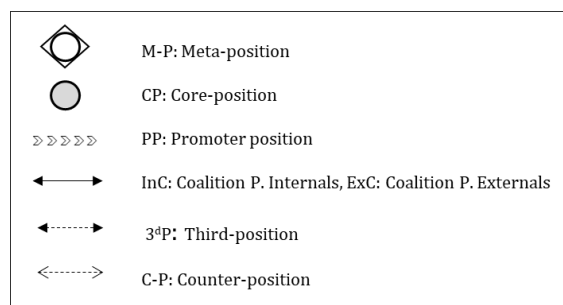 M-P: Meta-position
CP: Core-position
PP: Promoter position
InC: Coalition P. Internals, ExC: Coalition P. Externals
3ᵈP: Third-position
C-P: Counter-position